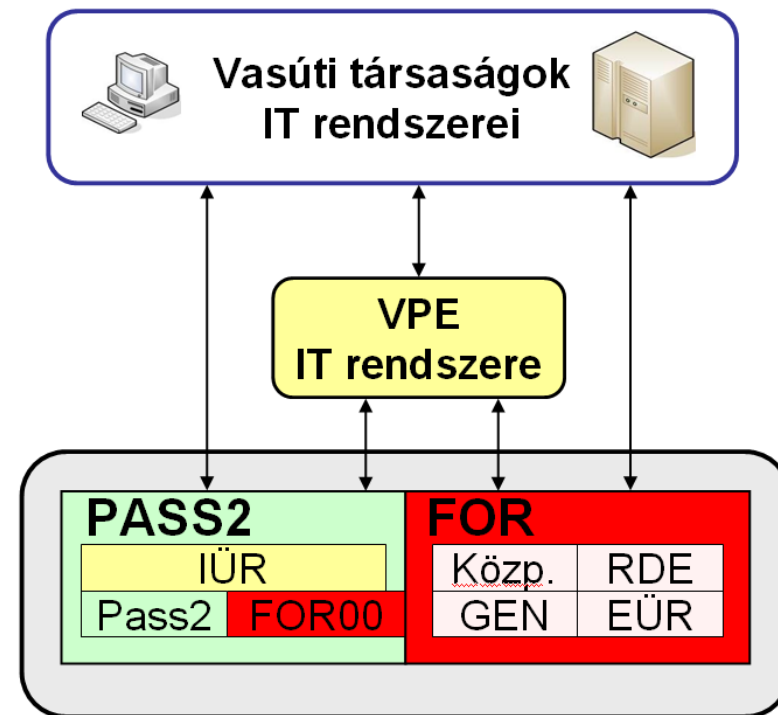 Vasúti társaságok
IT rendszerei
VPE
IT rendszere
PASS2
FOR
IÜR
Közp.
RDE
Pass2
FOR00
GEN
EÜR